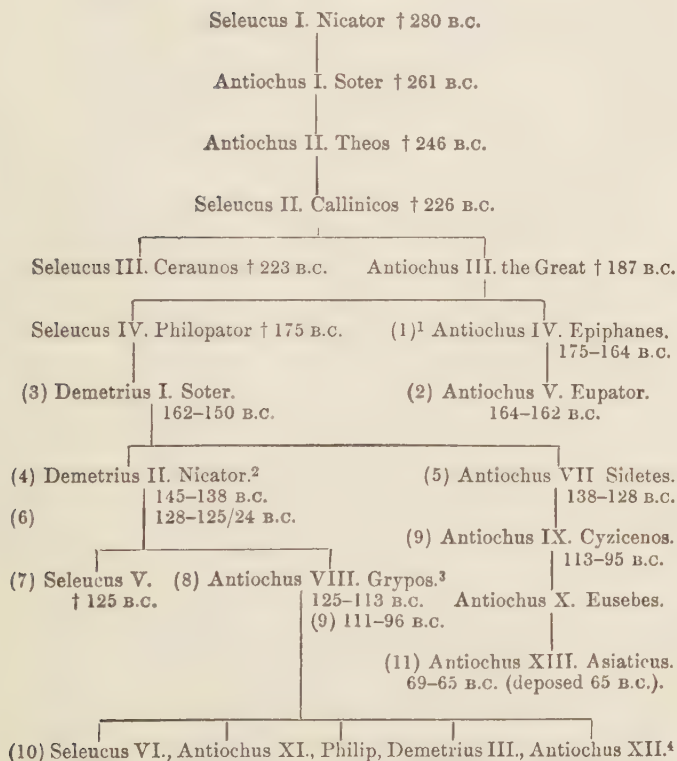 Seleucus I. Nicator † 280 B.C.
Antiochus I. Soter † 261 B.C.
Antiochus II. Theos † 246 B.C.
Seleucus II. Callinicos † 226 B.C.
Seleucus III. Ceraunos † 223 B.C. Antiochus III. the Great † 187 B.C.
Seleucus IV. Philopator † 175 B.C. (1)¹ Antiochus IV. Epiphanes.
175–164 B.C.
(3) Demetrius I. Soter. (2) Antiochus V. Eupator.
162–150 B.C. 164–162 B.C.
(4) Demetrius II. Nicator.² (5) Antiochus VII Sidetes.
145–138 B.C. 138–128 B.C.
(6) 128–125/24 B.C.
(9) Antiochus IX. Cyzicenos.
113–95 B.C.
(7) Seleucus V. (8) Antiochus VIII. Grypos.³
† 125 B.C. 125–113 B.C. Antiochus X. Eusebes.
(9) 111–96 B.C.
(11) Antiochus XIII. Asiaticus.
69–65 B.C. (deposed 65 B.C.).
(10) Seleucus VI., Antiochus XI., Philip, Demetrius III., Antiochus XII.⁴